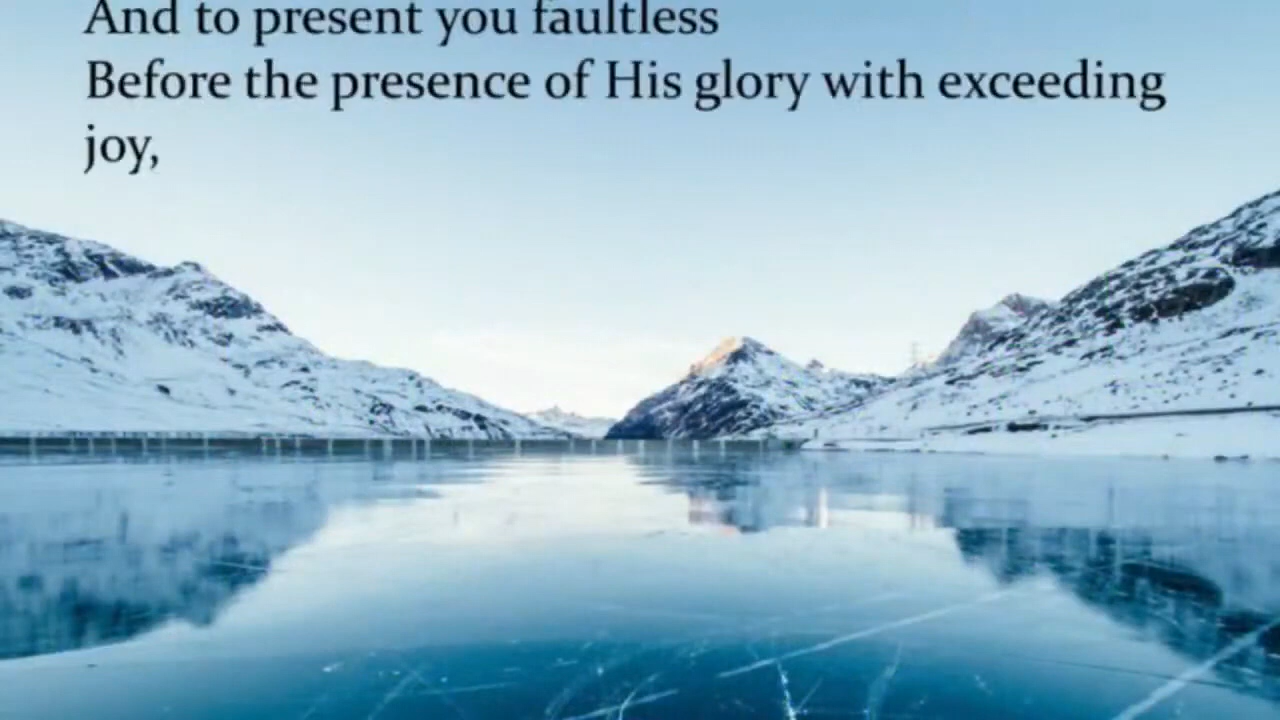 And to present you faultless
Before the presence of His glory with exceeding
joy,